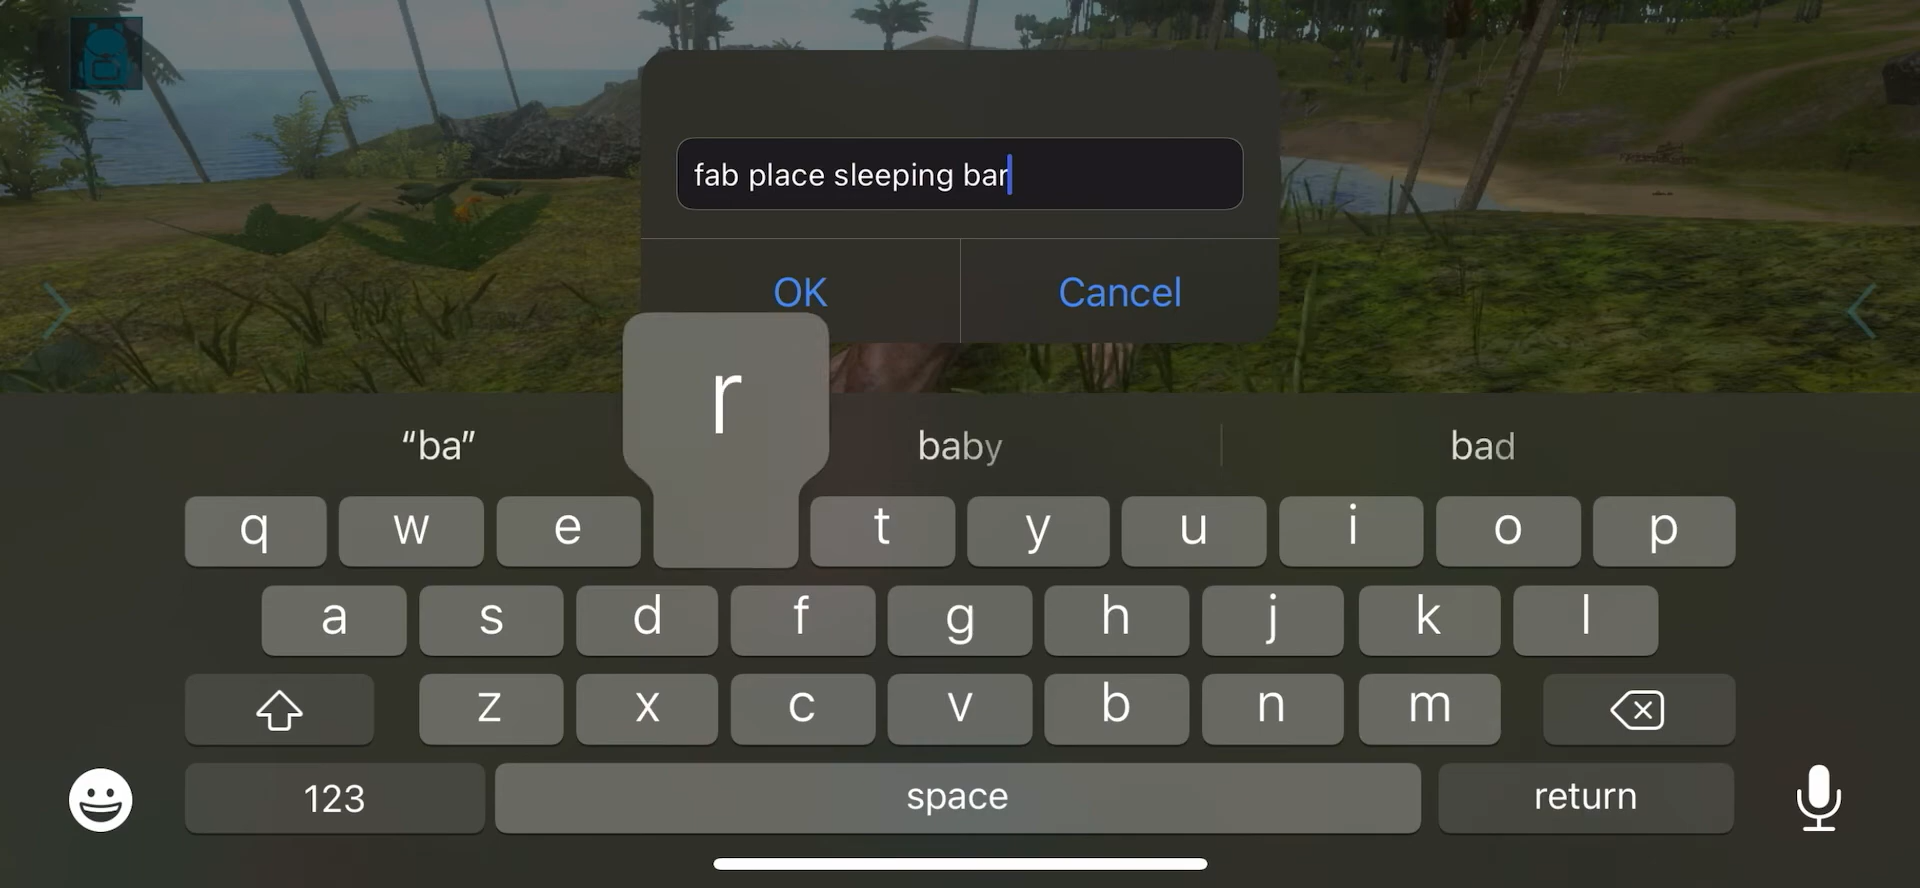 fab place sleeping bar
OK Cancel
r
“ba” baby bad
q w e t y u i o p
a s d f g h j k l
z x c v b n m
123 space return